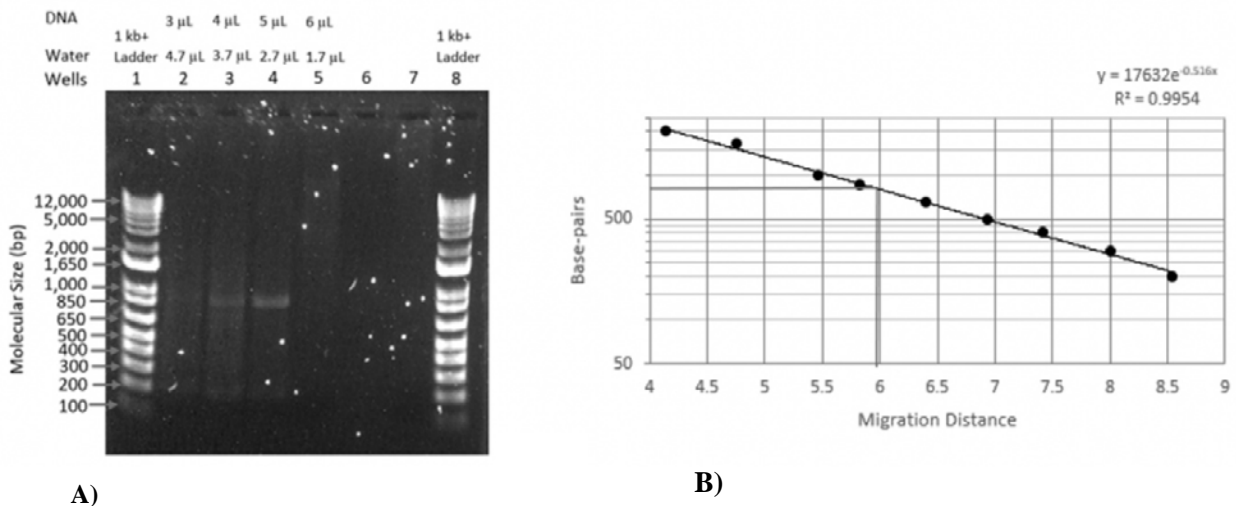 DNA 3 µL 4 µL 5 µL 6 µL
1 kb+ 1 kb+
Water Ladder 4.7 µL 3.7 µL 2.7 µL 1.7 µL Ladder
Wells 1 2 3 4 5 6 7 8
Molecular Size (bp)
12,000
5,000
2,000
1,650
1,000
850
650
500
400
300
200
100
A)
y = 17632e^-0.516x
R² = 0.9954
Base-pairs
500
50
4 4.5 5 5.5 6 6.5 7 7.5 8 8.5 9
Migration Distance
B)